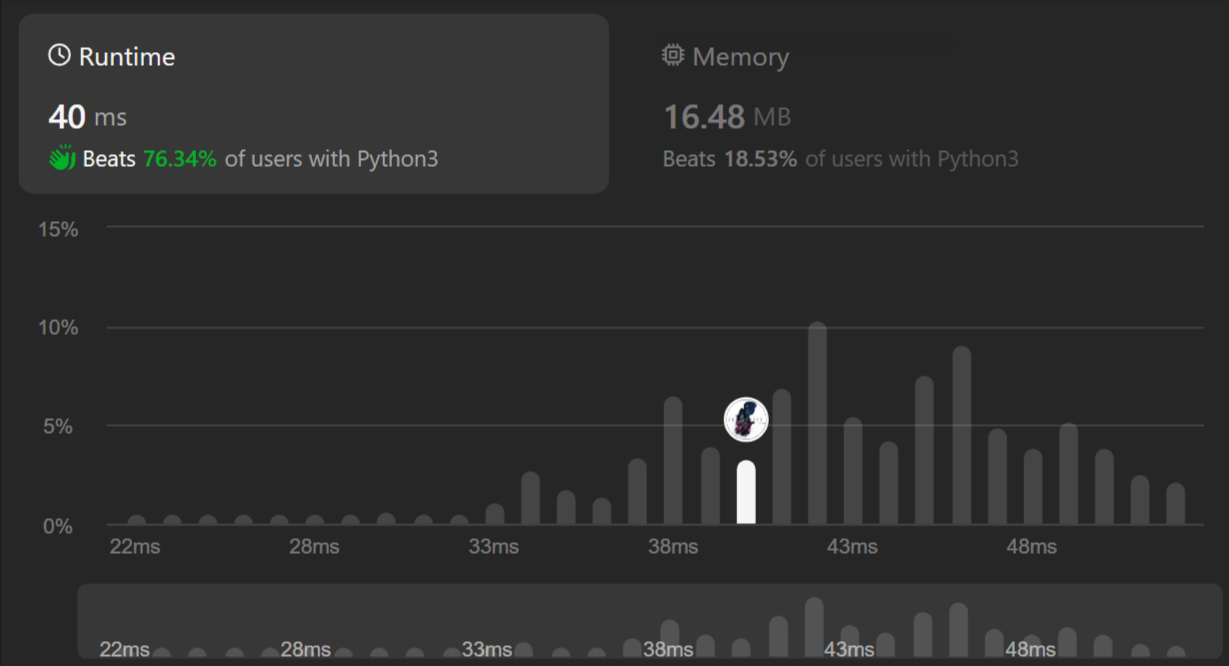 Runtime
40 ms
Beats 76.34% of users with Python3
Memory
16.48 MB
Beats 18.53% of users with Python3
15%
10%
5%
0%
22ms 28ms 33ms 38ms 43ms 48ms
22ms 28ms 33ms 38ms 43ms 48ms